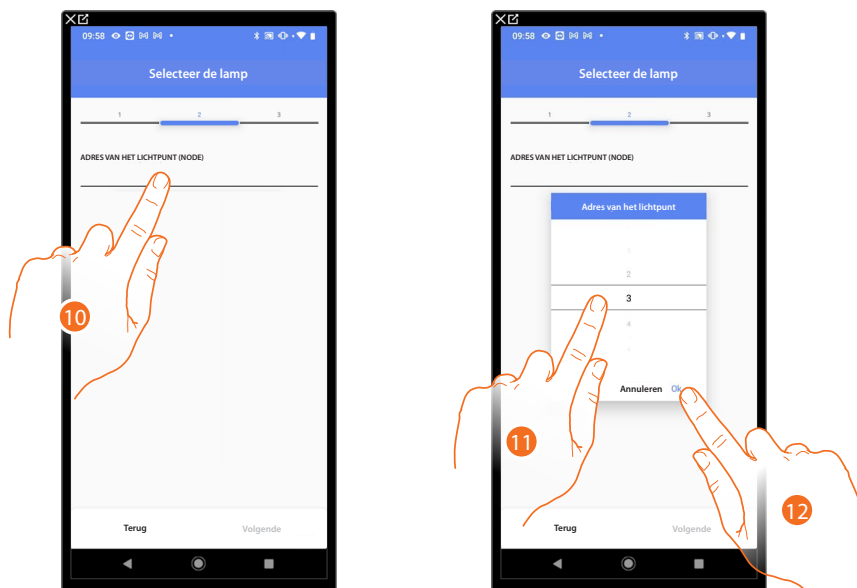 09:58
Selecteer de lamp
1 2 3
ADRES VAN HET LICHTPUNT (NODE)
10
Terug Volgende
09:58
Selecteer de lamp
1 2 3
ADRES VAN HET LICHTPUNT (NODE)
Adres van het lichtpunt
1
2
3
4
Annuleren Ok
11
12
Terug Volgende